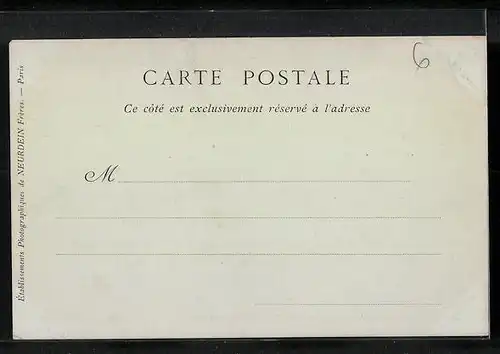 6
CARTE POSTALE
Ce côté est exclusivement réservé à l'adresse
M
Établissements Photographiques de NEURDEIN Frères. — Paris